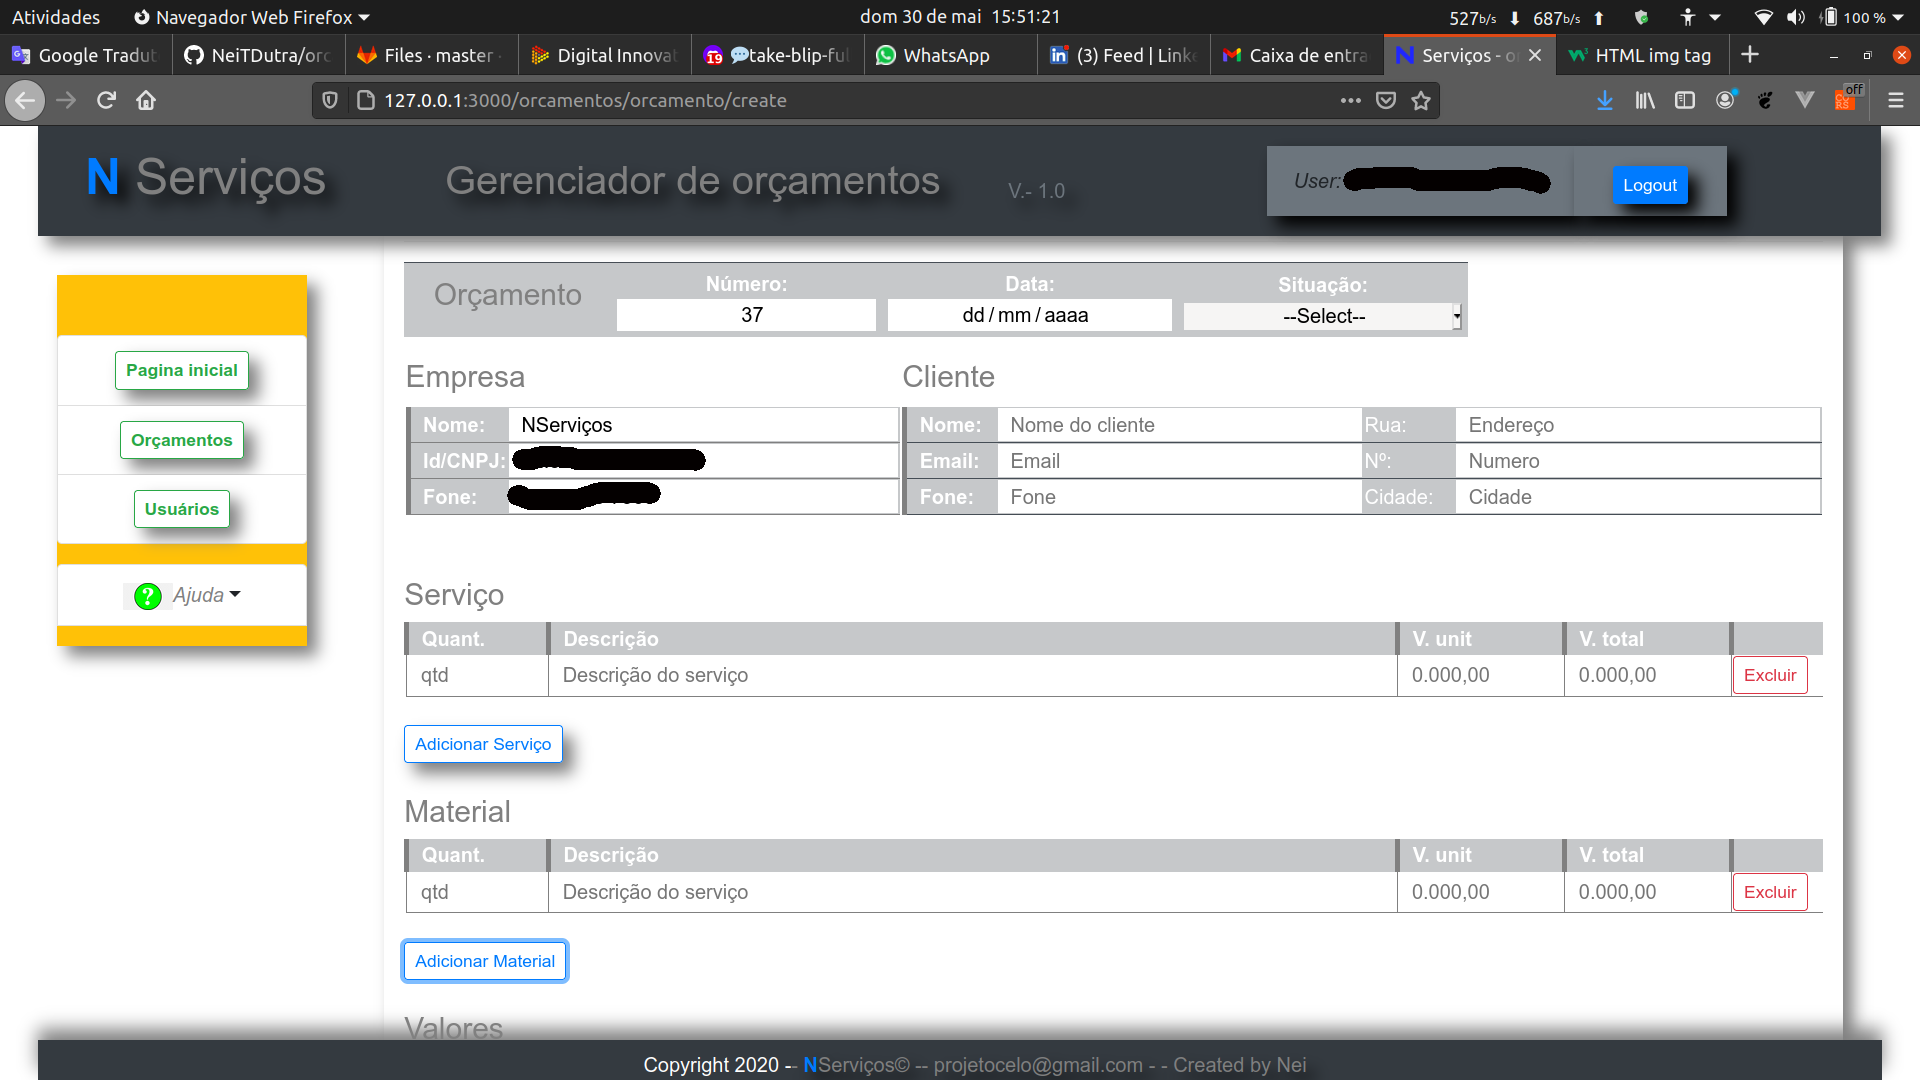 Atividades Navegador Web Firefox dom 30 de mai 15:51:21 527b/s 687b/s 100 %
Google Tradut NeiTDutra/orc Files · master · Digital Innovat 19 take-blip-ful WhatsApp (3) Feed | Linke Caixa de entra Serviços - o HTML img tag
127.0.0.1:3000/orcamentos/orcamento/create off
N Serviços Gerenciador de orçamentos V.- 1.0 User: Logout
Pagina inicial
Orçamentos
Usuários
? Ajuda
Orçamento Número: Data: Situação:
37 dd / mm / aaaa --Select--
Empresa Cliente
Nome: NServiços Nome: Nome do cliente Rua: Endereço
Id/CNPJ: Email: Email Nº: Numero
Fone: Fone: Fone Cidade: Cidade
Serviço
Quant. Descrição V. unit V. total
qtd Descrição do serviço 0.000,00 0.000,00 Excluir
Adicionar Serviço
Material
Quant. Descrição V. unit V. total
qtd Descrição do serviço 0.000,00 0.000,00 Excluir
Adicionar Material
Valores
Copyright 2020 -- NServiços© -- projetocelo@gmail.com - - Created by Nei